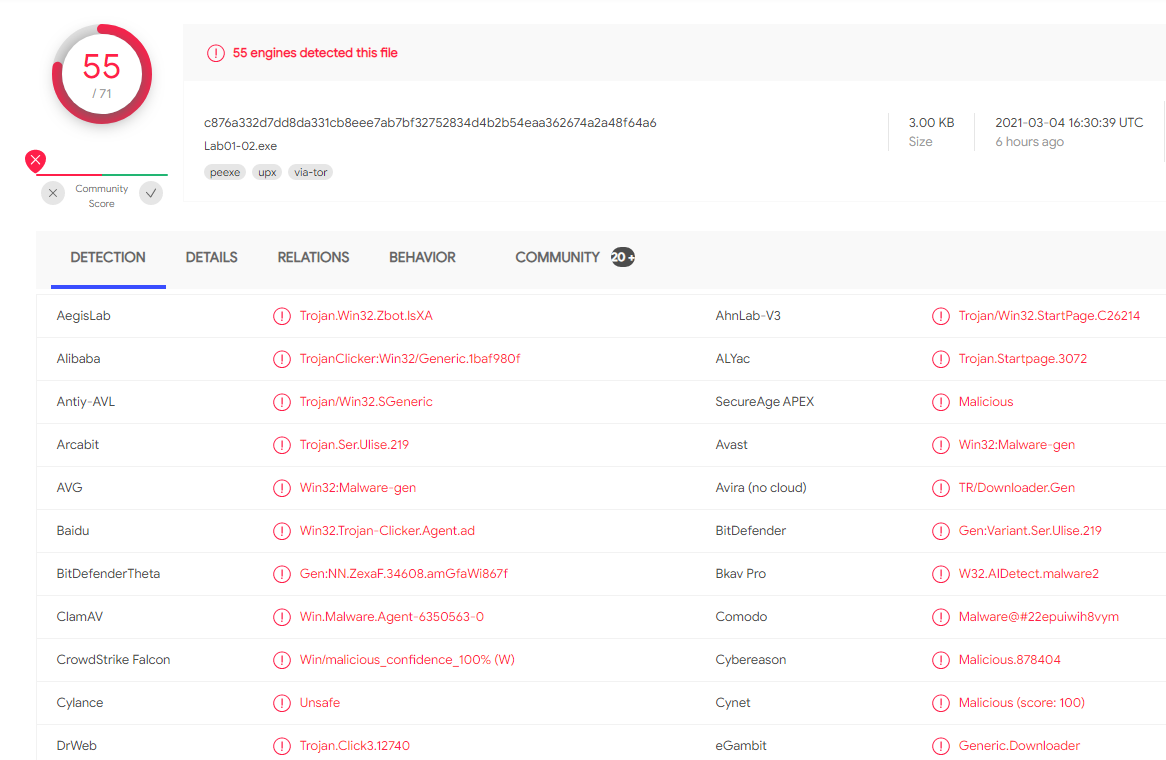 55
/ 71
55 engines detected this file
c876a332d7dd8da331cb8eee7ab7bf32752834d4b2b54eaa362674a2a48f64a6
Lab01-02.exe
peexe upx via-tor
3.00 KB
Size
2021-03-04 16:30:39 UTC
6 hours ago
Community
Score
DETECTION DETAILS RELATIONS BEHAVIOR COMMUNITY 20+
AegisLab Trojan.Win32.Zbot.lsXA AhnLab-V3 Trojan/Win32.StartPage.C26214
Alibaba TrojanClicker:Win32/Generic.1baf980f ALYac Trojan.Startpage.3072
Antiy-AVL Trojan/Win32.SGeneric SecureAge APEX Malicious
Arcabit Trojan.Ser.Ulise.219 Avast Win32:Malware-gen
AVG Win32:Malware-gen Avira (no cloud) TR/Downloader.Gen
Baidu Win32.Trojan-Clicker.Agent.ad BitDefender Gen:Variant.Ser.Ulise.219
BitDefenderTheta Gen:NN.ZexaF.34608.amGfaWi867f Bkav Pro W32.AIDetect.malware2
ClamAV Win.Malware.Agent-6350563-0 Comodo Malware@#22epuiwih8vym
CrowdStrike Falcon Win/malicious_confidence_100% (W) Cybereason Malicious.878404
Cylance Unsafe Cynet Malicious (score: 100)
DrWeb Trojan.Click3.12740 eGambit Generic.Downloader